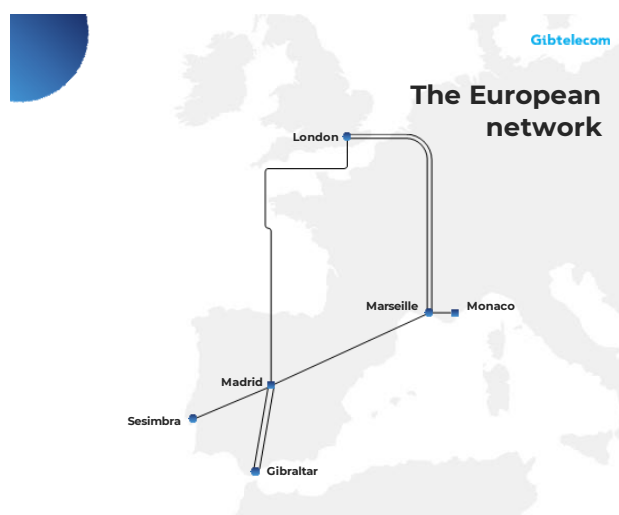 Gibtelecom
The European
network
London
Marseille
Monaco
Madrid
Sesimbra
Gibraltar